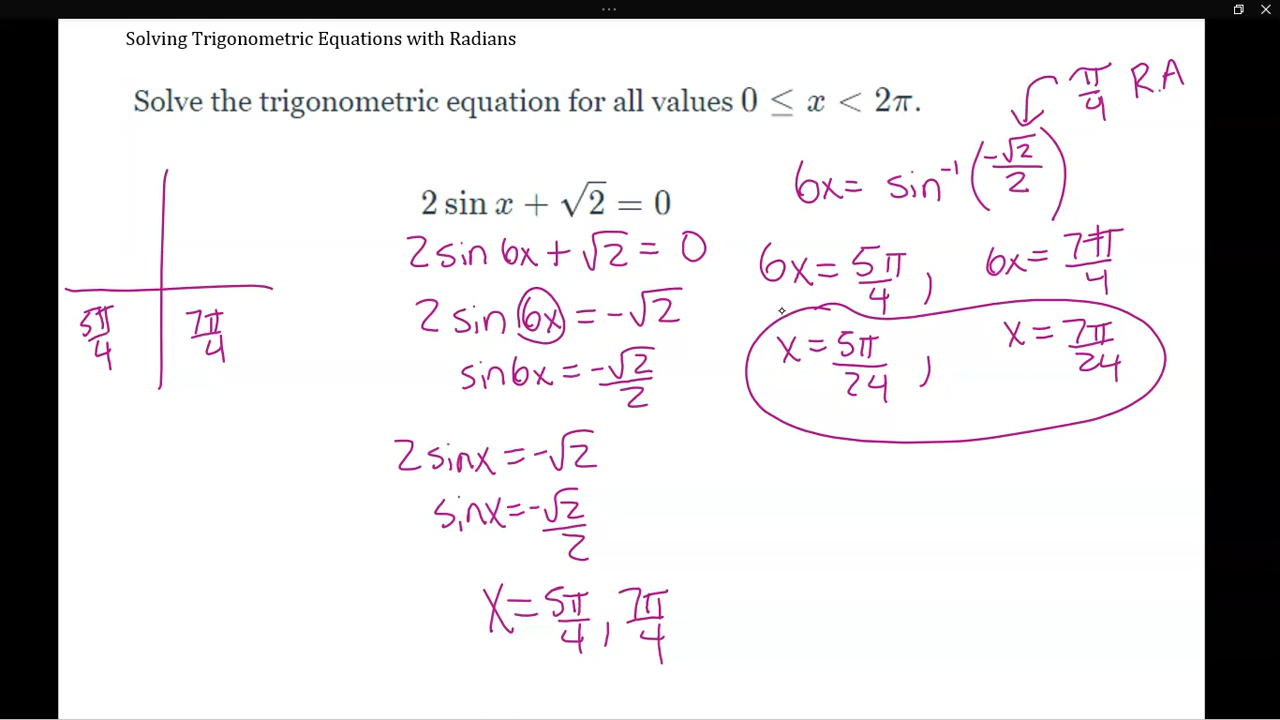 Solving Trigonometric Equations with Radians
Solve the trigonometric equation for all values 0 ≤ x < 2π.
2 sin x + √2 = 0
2 sin 6x + √2 = 0
2 sin 6x = -√2
sin 6x = -√2/2
2 sin x = -√2
sin x = -√2/2
x = 5π/4, 7π/4
5π/4 7π/4
π/4 R.A
6x = sin⁻¹(-√2/2)
6x = 5π/4, 6x = 7π/4
x = 5π/24, x = 7π/24